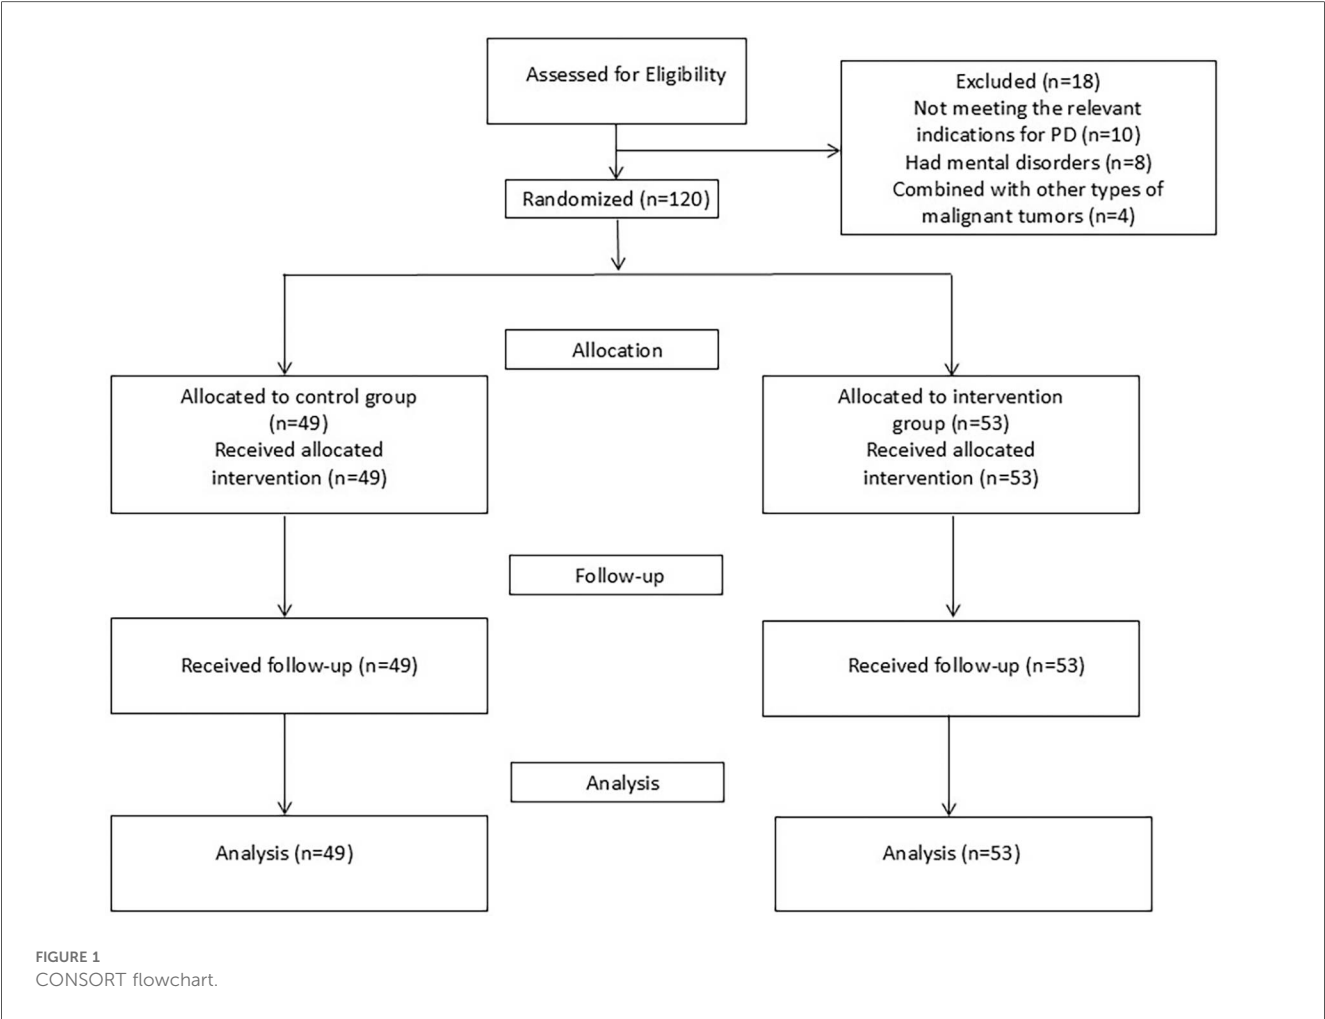 Assessed for Eligibility
Excluded (n=18)
Not meeting the relevant
indications for PD (n=10)
Had mental disorders (n=8)
Combined with other types of
malignant tumors (n=4)
Randomized (n=120)
Allocation
Allocated to control group
(n=49)
Received allocated
intervention (n=49)
Allocated to intervention
group (n=53)
Received allocated
intervention (n=53)
Follow-up
Received follow-up (n=49)
Received follow-up (n=53)
Analysis
Analysis (n=49)
Analysis (n=53)
FIGURE 1
CONSORT flowchart.